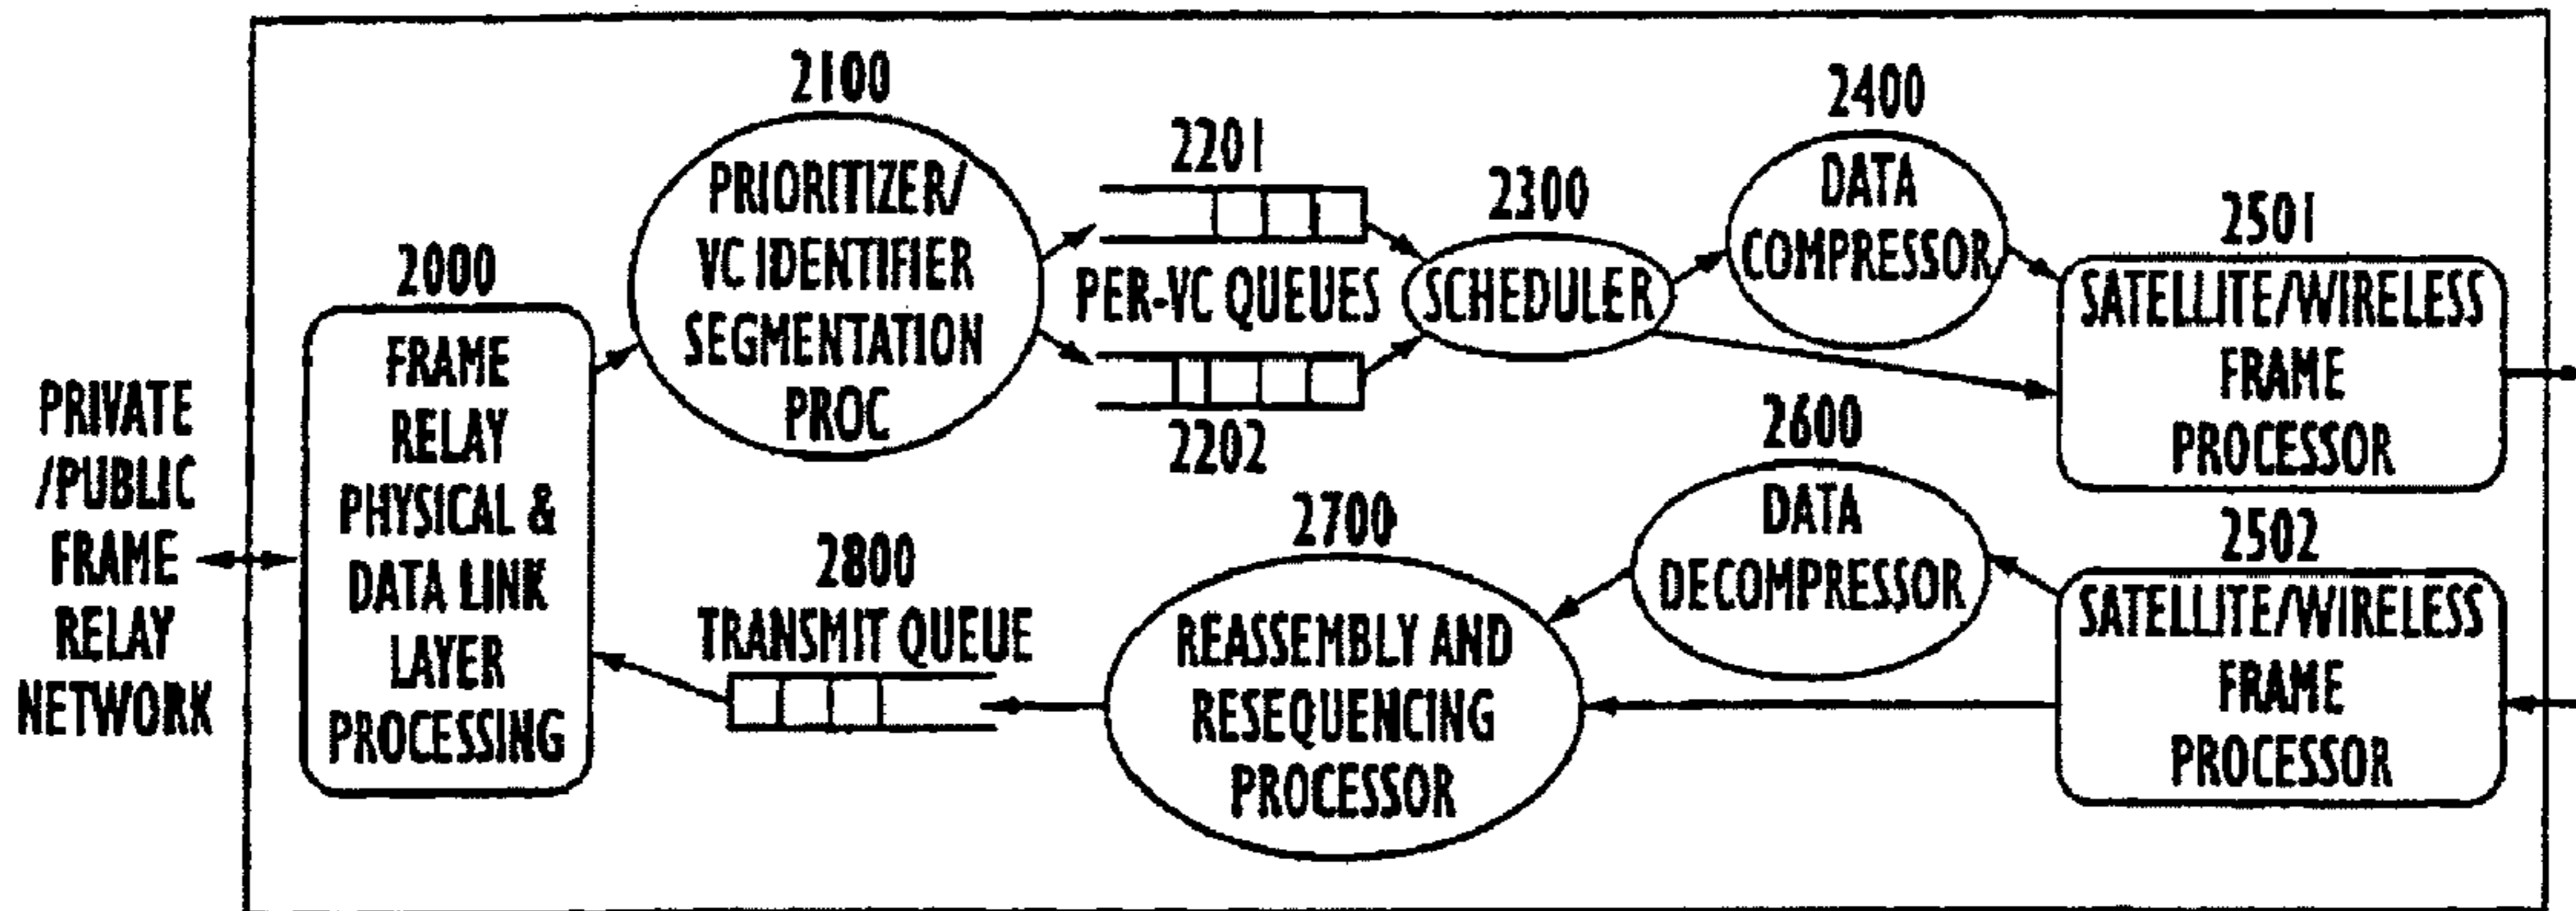 PRIVATE
/PUBLIC
FRAME
RELAY
NETWORK
2000
FRAME
RELAY
PHYSICAL &
DATA LINK
LAYER
PROCESSING
2100
PRIORITIZER/
VC IDENTIFIER
SEGMENTATION
PROC
2201
PER-VC QUEUES
2202
2300
SCHEDULER
2400
DATA
COMPRESSOR
2501
SATELLITE/WIRELESS
FRAME
PROCESSOR
2502
SATELLITE/WIRELESS
FRAME
PROCESSOR
2600
DATA
DECOMPRESSOR
2700
REASSEMBLY AND
RESEQUENCING
PROCESSOR
2800
TRANSMIT QUEUE